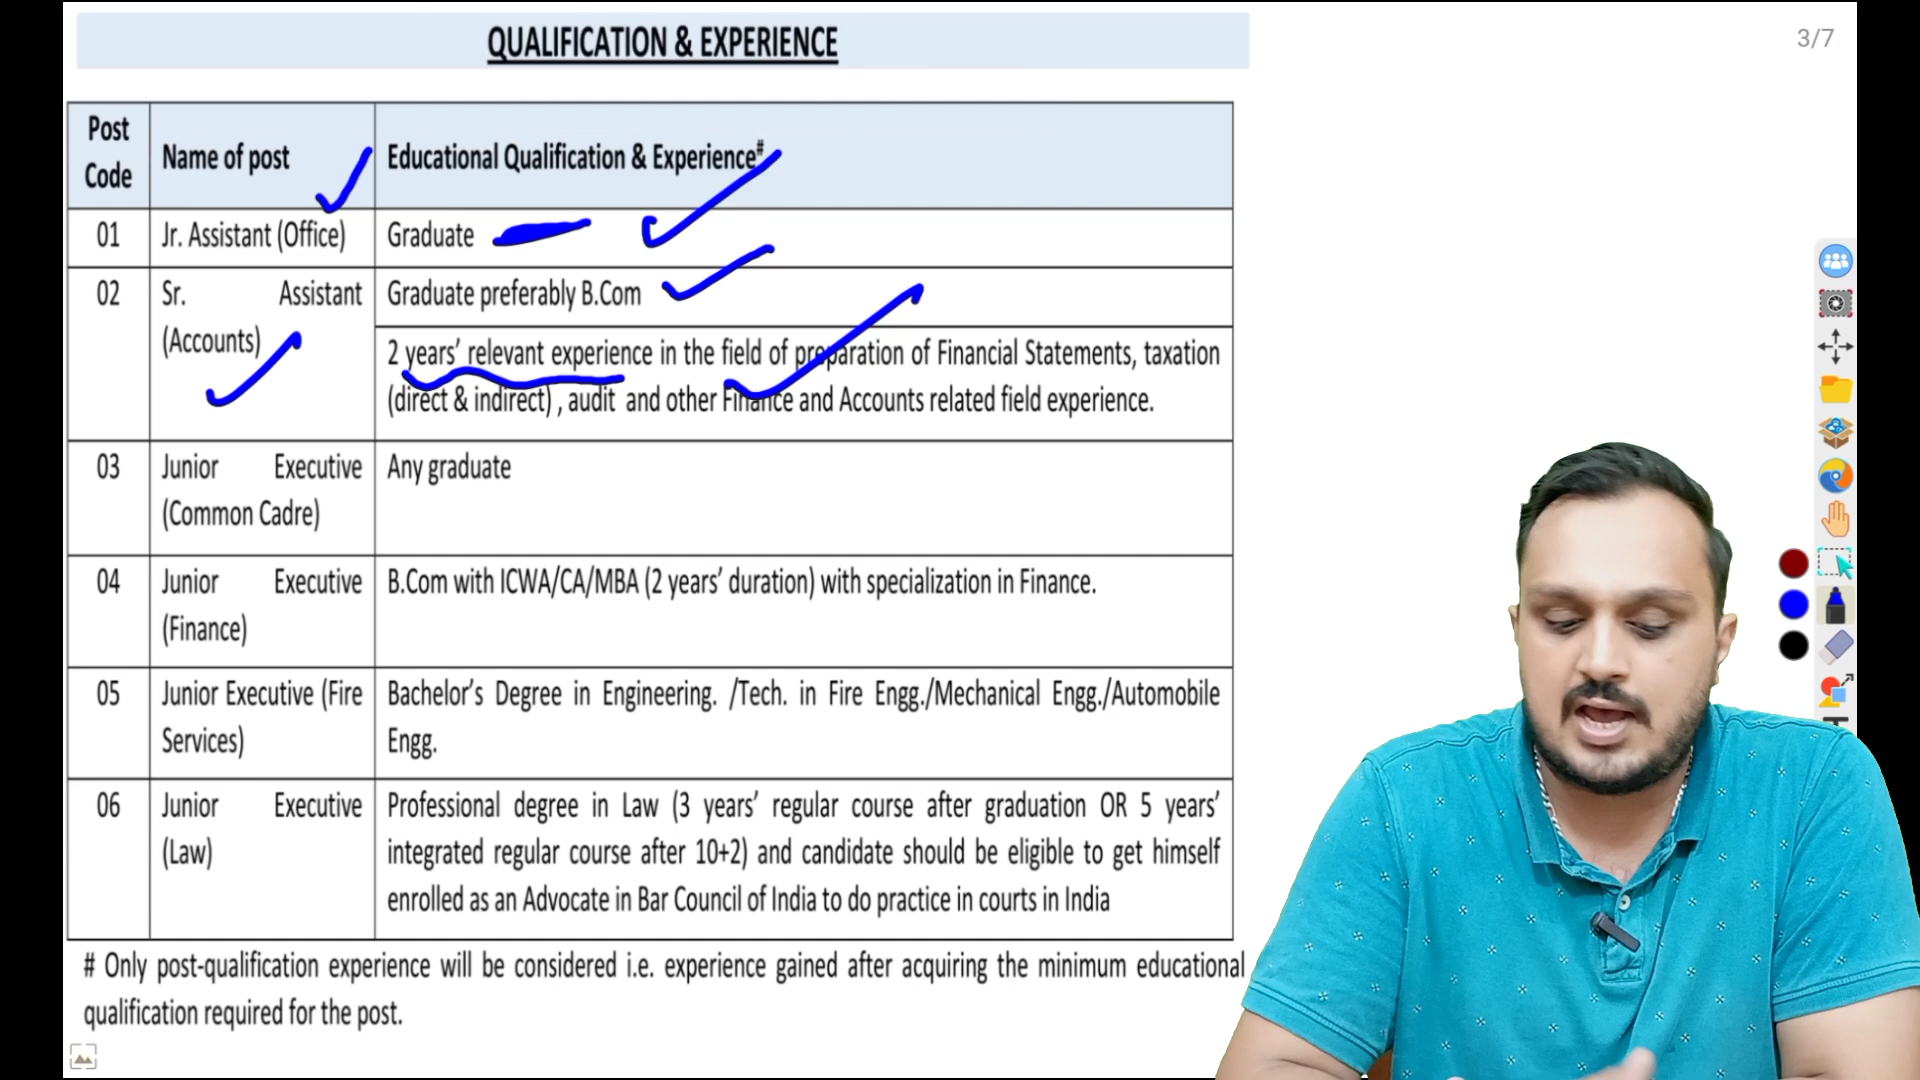 QUALIFICATION & EXPERIENCE
3/7
Post Code
Name of post
Educational Qualification & Experience#
01
Jr. Assistant (Office)
Graduate
02
Sr. Assistant
(Accounts)
Graduate preferably B.Com
2 years’ relevant experience in the field of preparation of Financial Statements, taxation
(direct & indirect) , audit and other Finance and Accounts related field experience.
03
Junior Executive
(Common Cadre)
Any graduate
04
Junior Executive
(Finance)
B.Com with ICWA/CA/MBA (2 years’ duration) with specialization in Finance.
05
Junior Executive (Fire
Services)
Bachelor’s Degree in Engineering. /Tech. in Fire Engg./Mechanical Engg./Automobile
Engg.
06
Junior Executive
(Law)
Professional degree in Law (3 years’ regular course after graduation OR 5 years’
integrated regular course after 10+2) and candidate should be eligible to get himself
enrolled as an Advocate in Bar Council of India to do practice in courts in India
# Only post-qualification experience will be considered i.e. experience gained after acquiring the minimum educational
qualification required for the post.